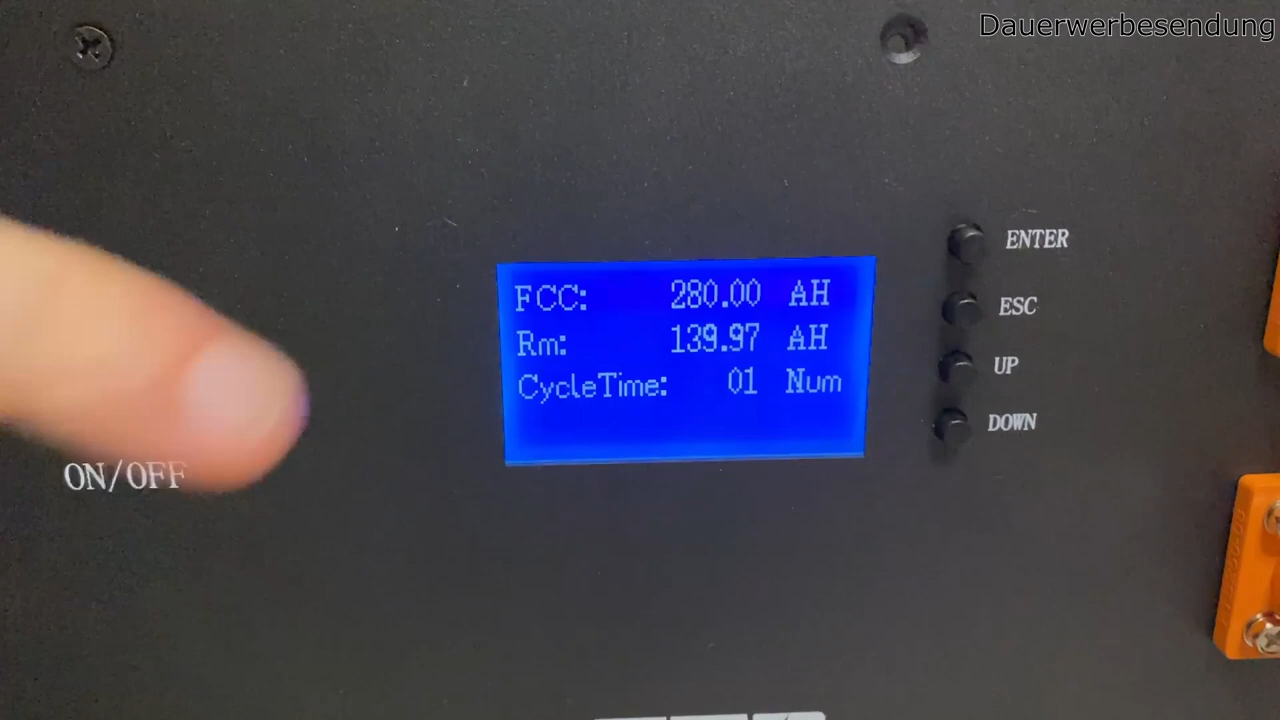 Dauerwerbesendung
FCC: 280.00 AH
Rm: 139.97 AH
CycleTime: 01 Num
ENTER
ESC
UP
DOWN
ON/OFF